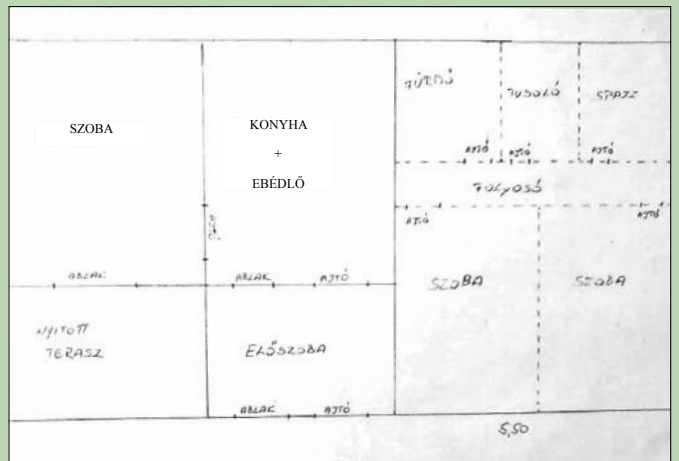 SZOBA
KONYHA
+
EBÉDLŐ
FÜRDŐ
TUSOLÓ
SPAJZ
AJTÓ
AJTÓ
AJTÓ
FOLYOSÓ
AJTÓ
AJTÓ
AJTÓ
ABLAK
ABLAK
AJTÓ
SZOBA
SZOBA
NYITOTT
TERASZ
ELŐSZOBA
ABLAK
AJTÓ
5,50